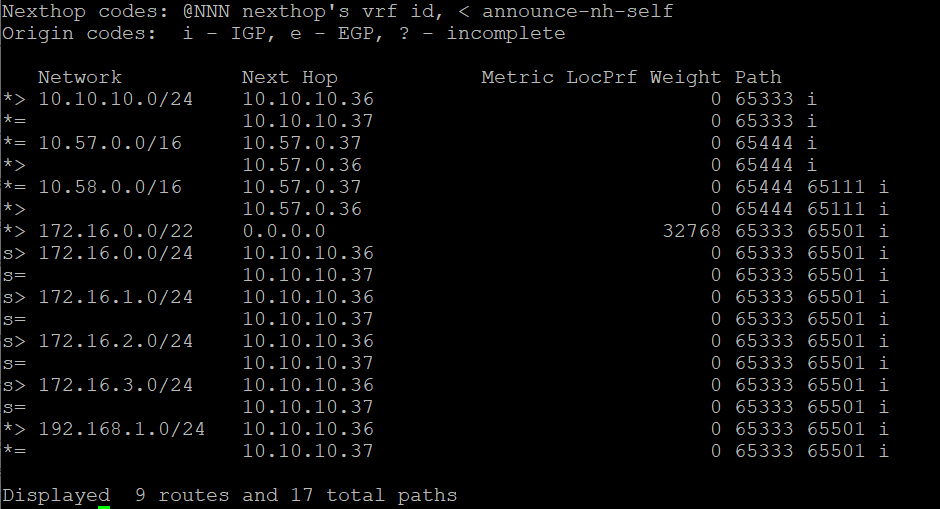 Nexthop codes: @NNN nexthop's vrf id, < announce-nh-self
Origin codes:  i - IGP, e - EGP, ? - incomplete

   Network          Next Hop            Metric LocPrf Weight Path
*> 10.10.10.0/24    10.10.10.36                            0 65333 i
*=                  10.10.10.37                            0 65333 i
*= 10.57.0.0/16     10.57.0.37                             0 65444 i
*>                  10.57.0.36                             0 65444 i
*= 10.58.0.0/16     10.57.0.37                             0 65444 65111 i
*>                  10.57.0.36                             0 65444 65111 i
*> 172.16.0.0/22    0.0.0.0                            32768 65333 65501 i
s> 172.16.0.0/24    10.10.10.36                            0 65333 65501 i
s=                  10.10.10.37                            0 65333 65501 i
s> 172.16.1.0/24    10.10.10.36                            0 65333 65501 i
s=                  10.10.10.37                            0 65333 65501 i
s> 172.16.2.0/24    10.10.10.36                            0 65333 65501 i
s=                  10.10.10.37                            0 65333 65501 i
s> 172.16.3.0/24    10.10.10.36                            0 65333 65501 i
s=                  10.10.10.37                            0 65333 65501 i
*> 192.168.1.0/24   10.10.10.36                            0 65333 65501 i
*=                  10.10.10.37                            0 65333 65501 i

Displayed  9 routes and 17 total paths